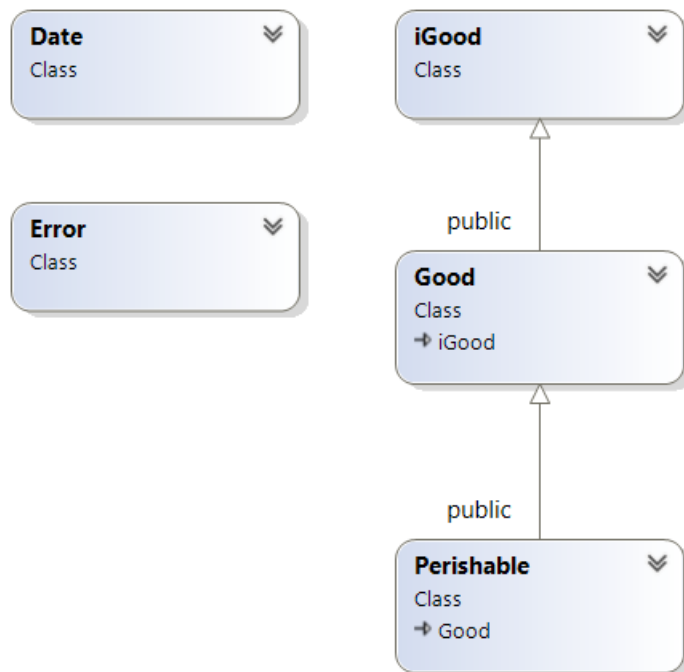 Date
Class
iGood
Class
Error
Class
public
Good
Class
iGood
public
Perishable
Class
Good